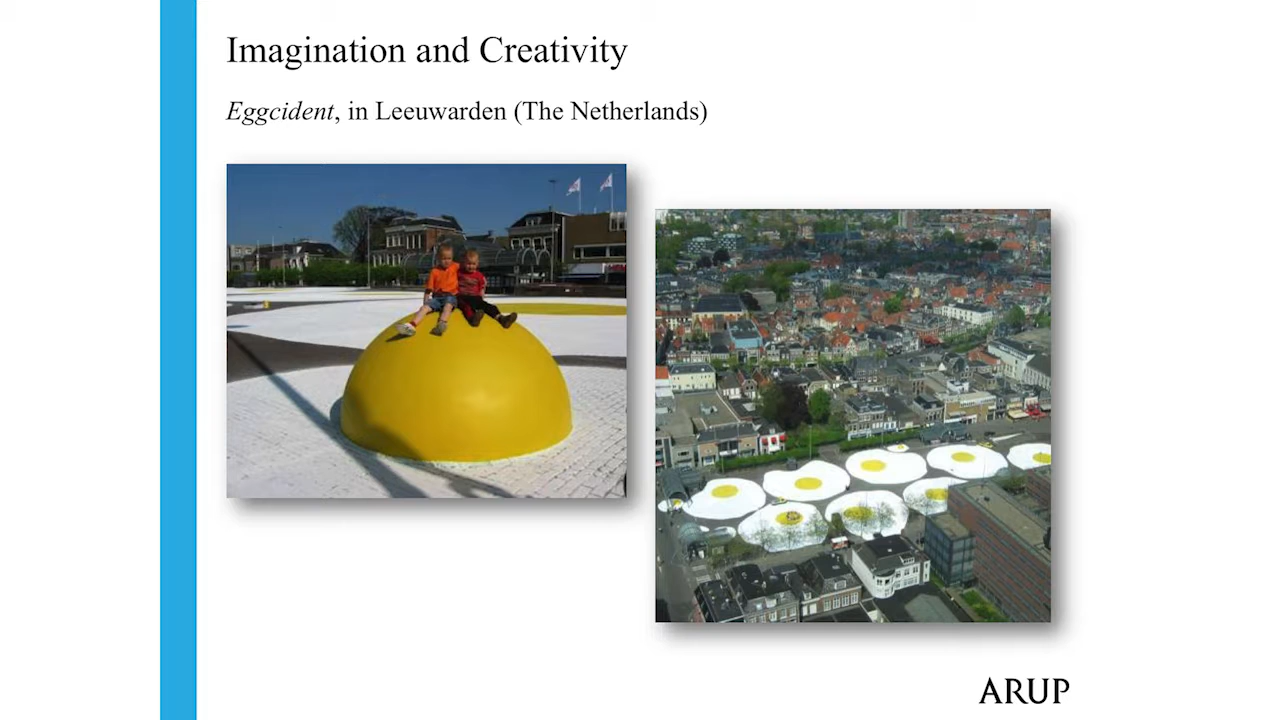 Imagination and Creativity
Eggcident, in Leeuwarden (The Netherlands)
ARUP